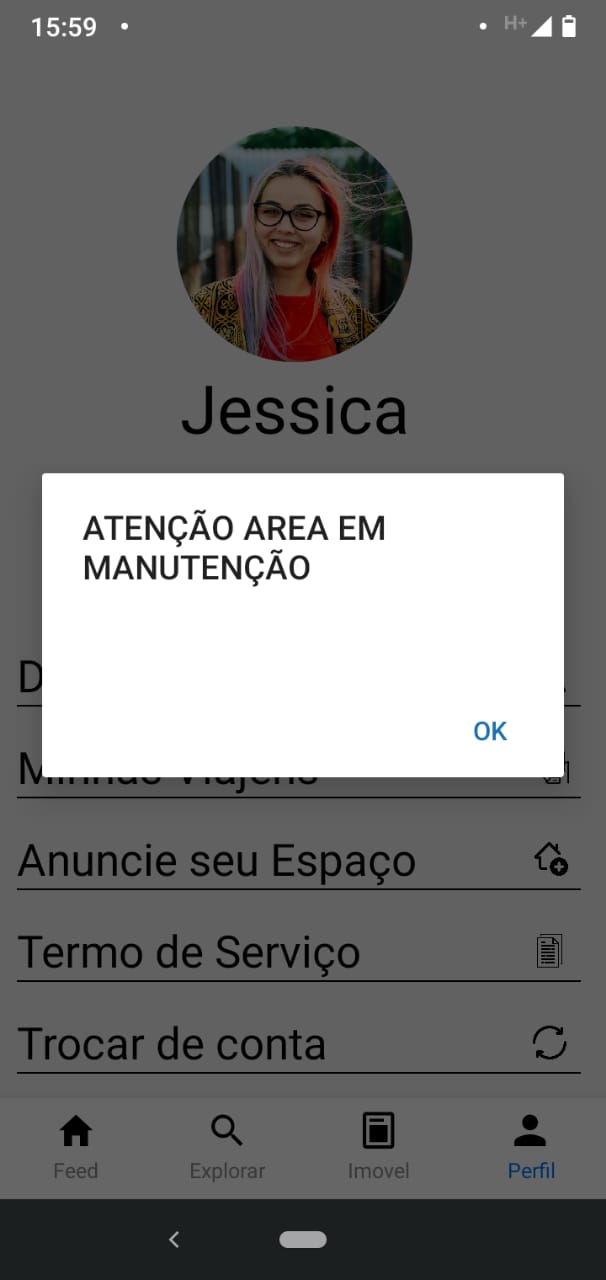 15:59
H+
Jessica
ATENÇÃO AREA EM
MANUTENÇÃO
OK
Minhas Viajens
Anuncie seu Espaço
Termo de Serviço
Trocar de conta
Feed
Explorar
Imovel
Perfil